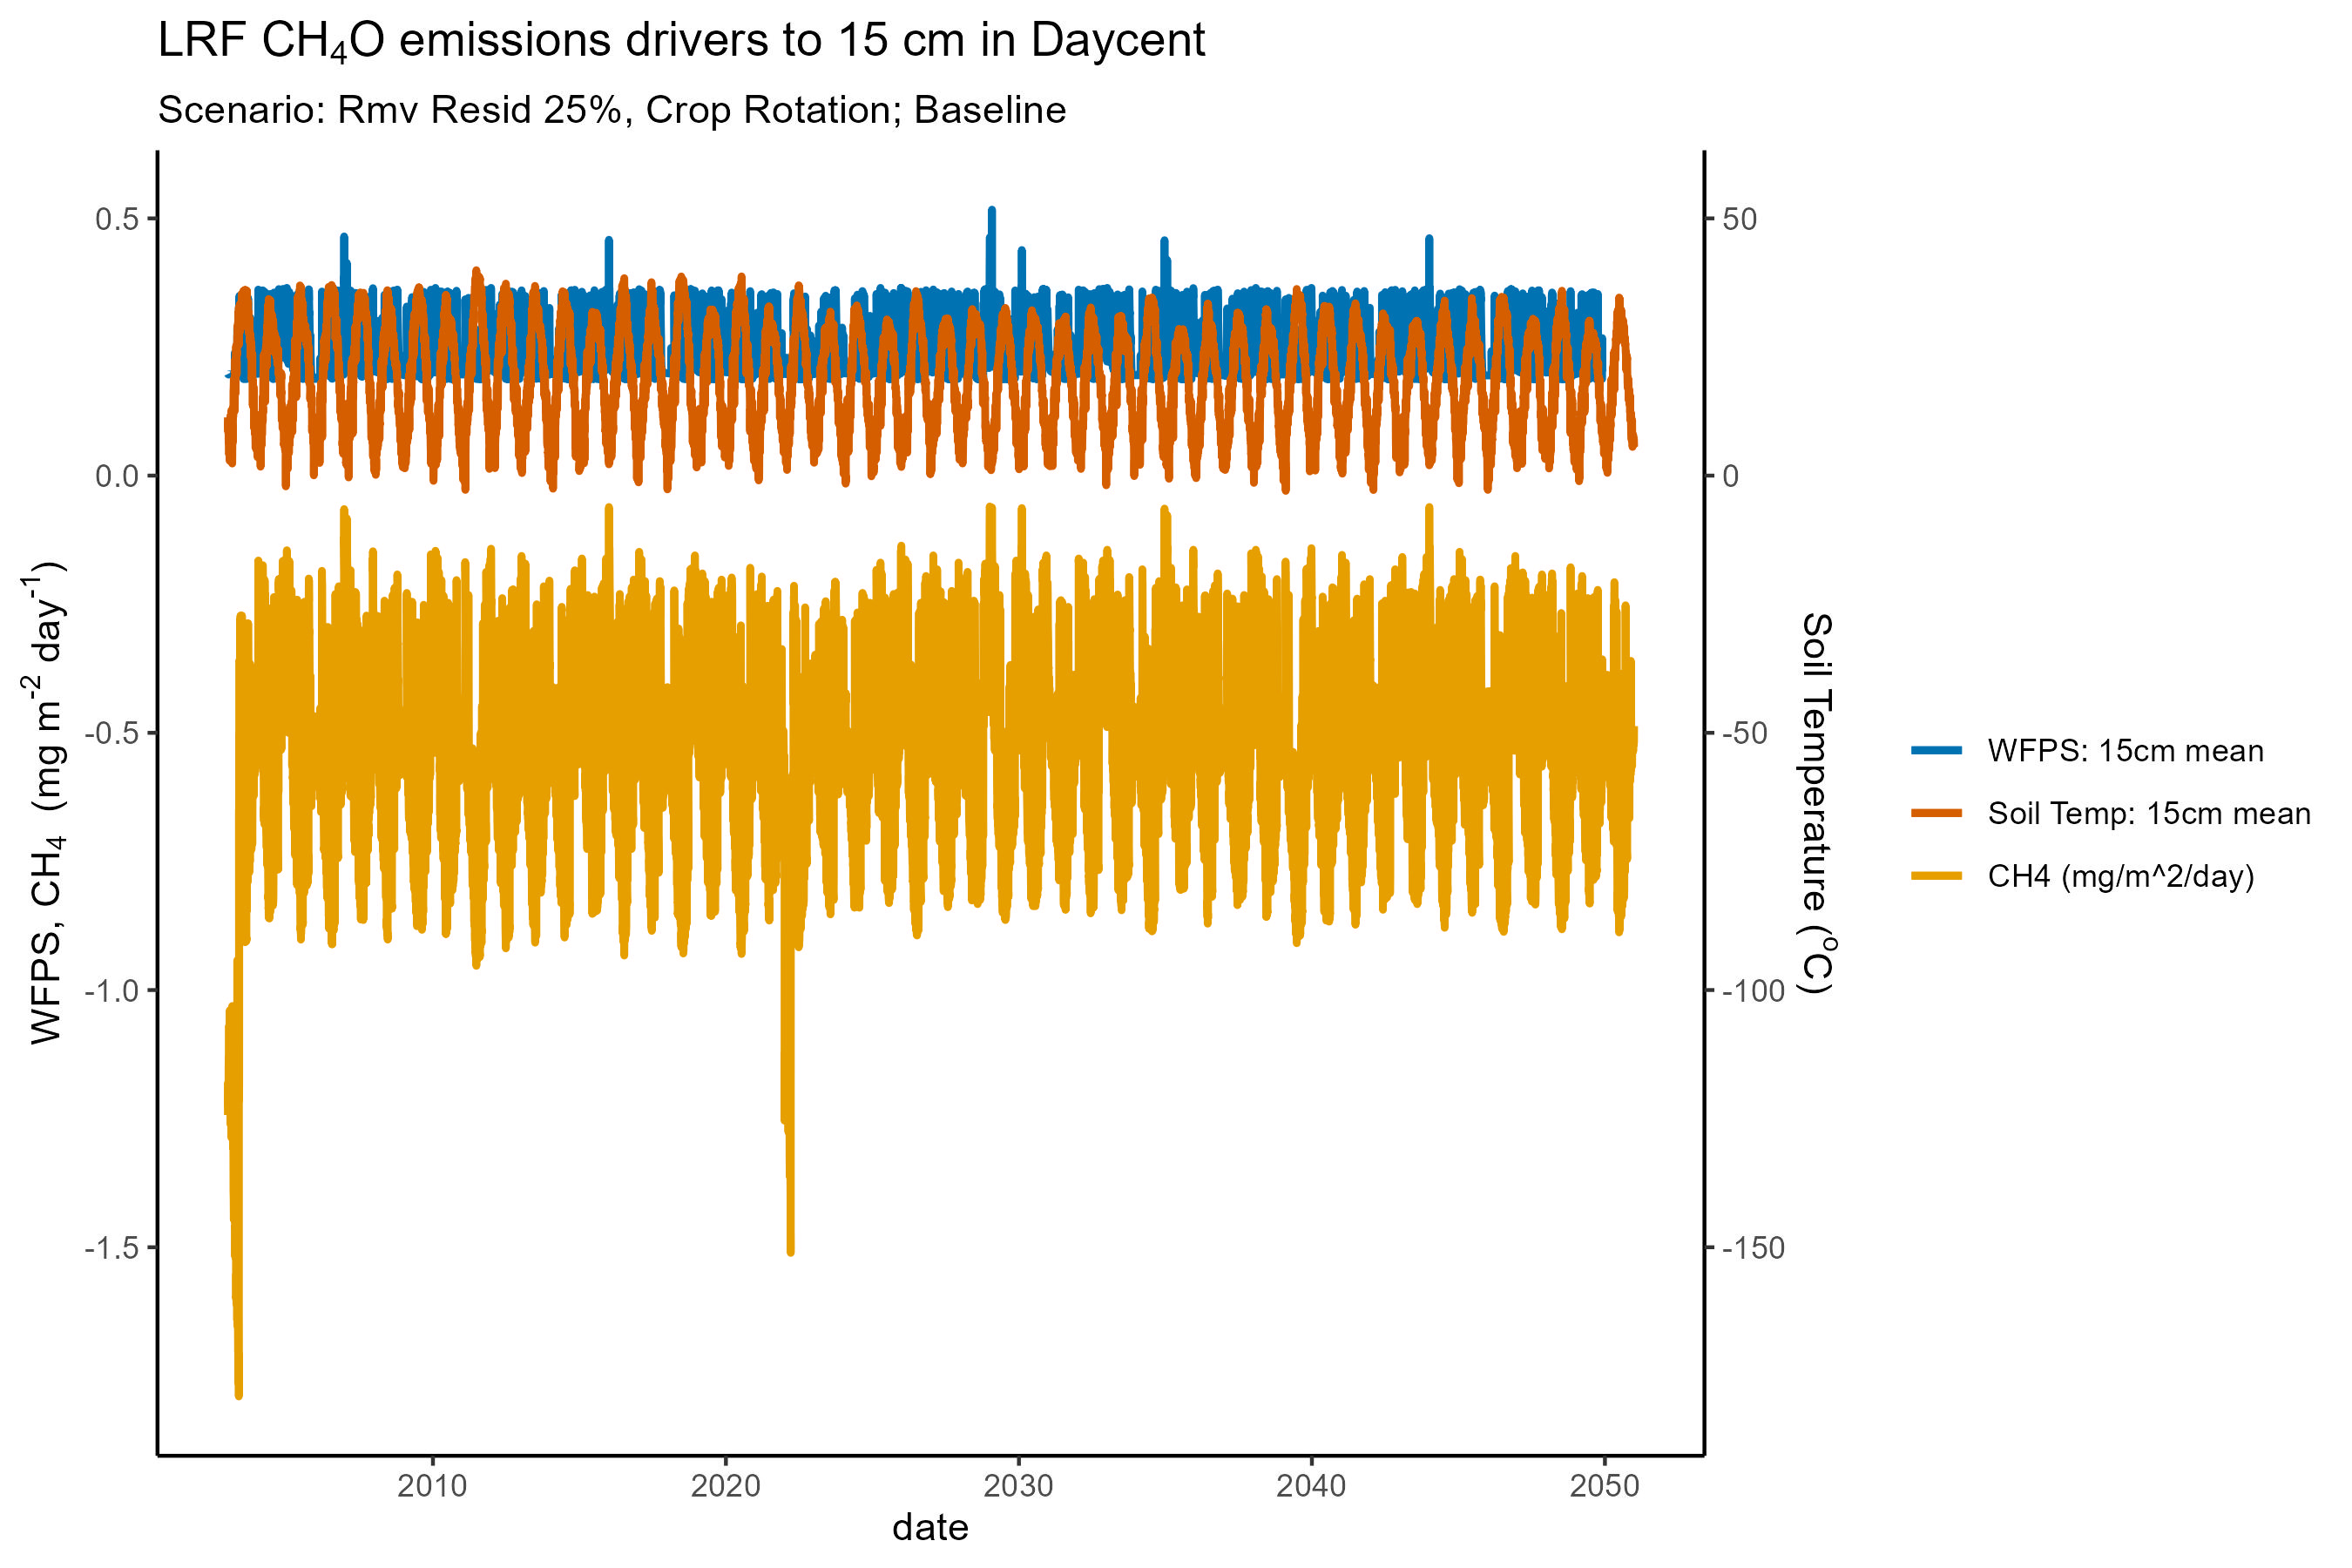 LRF CH₄O emissions drivers to 15 cm in Daycent
Scenario: Rmv Resid 25%, Crop Rotation; Baseline
WFPS, CH₄ (mg m⁻² day⁻¹)
0.5
0.0
-0.5
-1.0
-1.5
50
0
-50
-100
-150
Soil Temperature (⁰C)
2010
2020
2030
2040
2050
date
WFPS: 15cm mean
Soil Temp: 15cm mean
CH4 (mg/m^2/day)